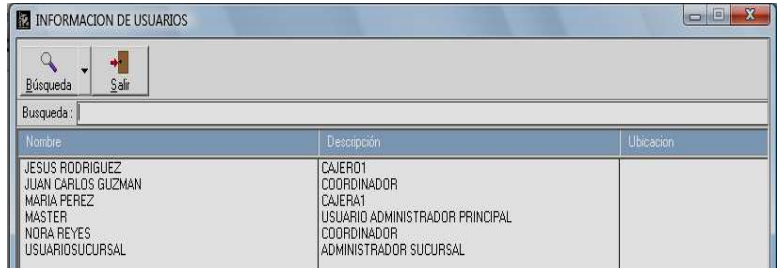 INFORMACION DE USUARIOS
Búsqueda Salir
Busqueda :
Nombre Descripción Ubicacion
JESUS RODRIGUEZ CAJERO1
JUAN CARLOS GUZMAN COORDINADOR
MARIA PEREZ CAJERA1
MASTER USUARIO ADMINISTRADOR PRINCIPAL
NORA REYES COORDINADOR
USUARIOSUCURSAL ADMINISTRADOR SUCURSAL